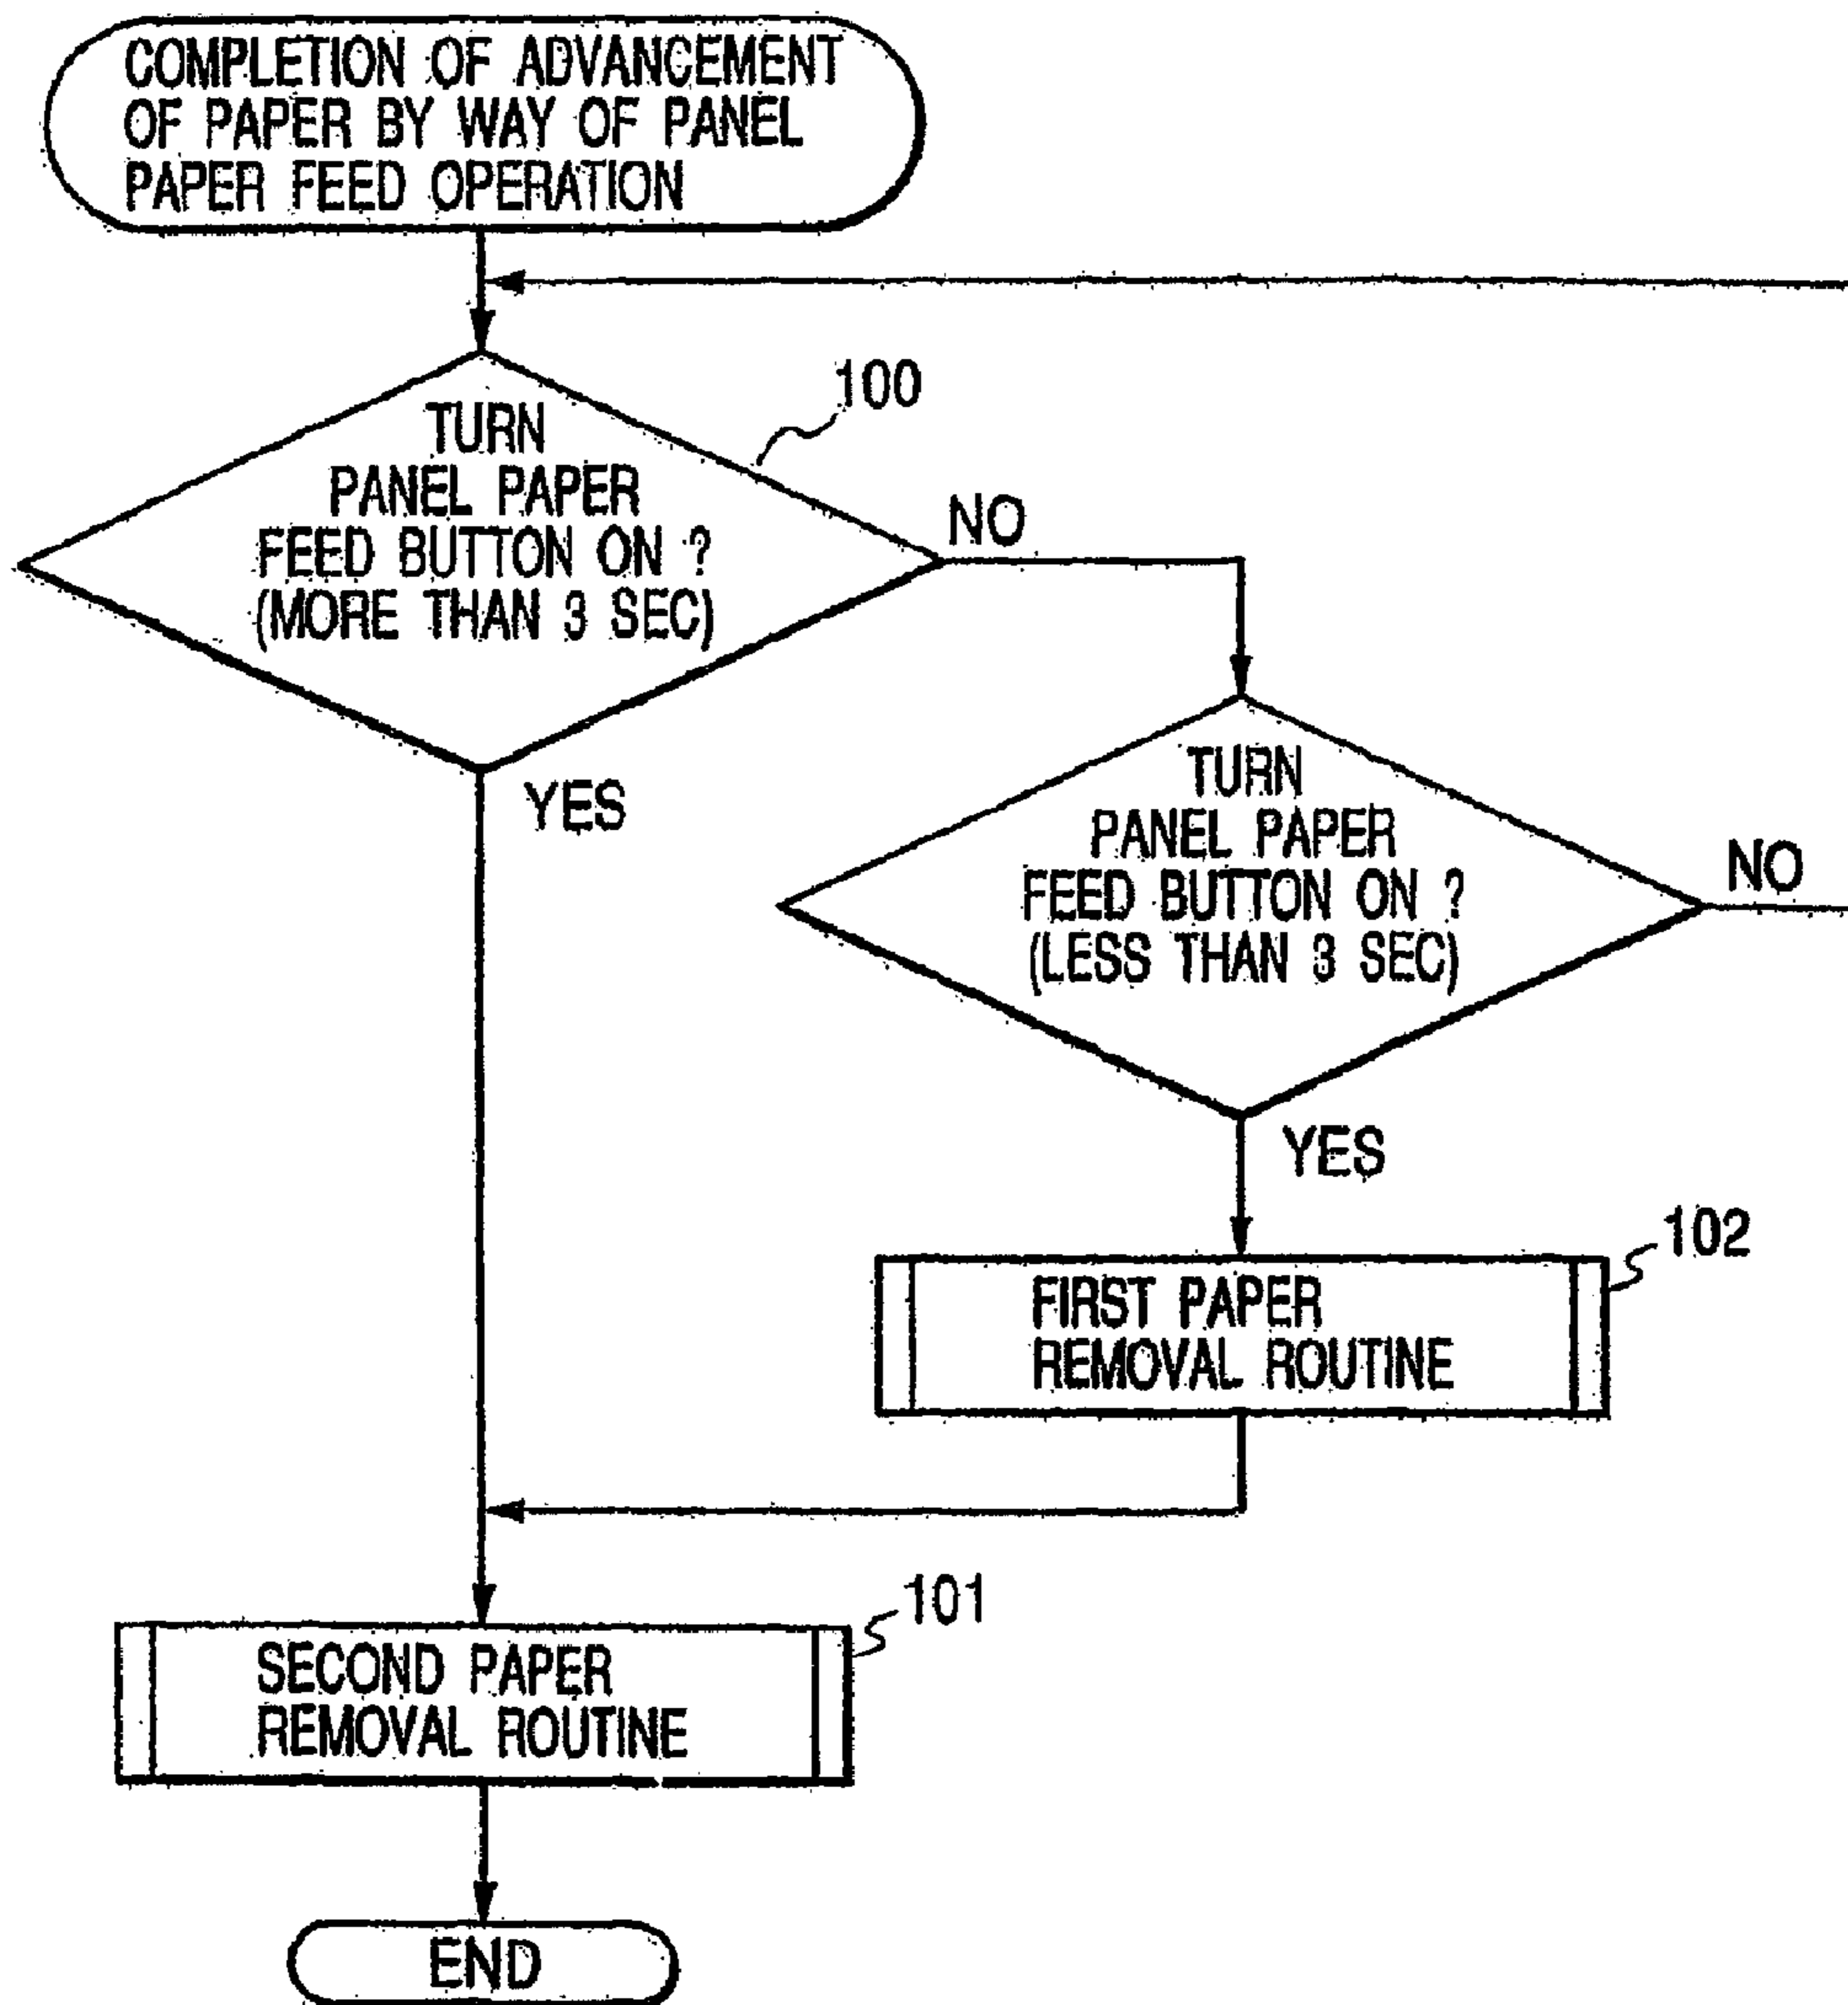 COMPLETION OF ADVANCEMENT
OF PAPER BY WAY OF PANEL
PAPER FEED OPERATION
100
TURN
PANEL PAPER
FEED BUTTON ON ?
(MORE THAN 3 SEC)
NO
YES
TURN
PANEL PAPER
FEED BUTTON ON ?
(LESS THAN 3 SEC)
NO
YES
102
FIRST PAPER
REMOVAL ROUTINE
101
SECOND PAPER
REMOVAL ROUTINE
END